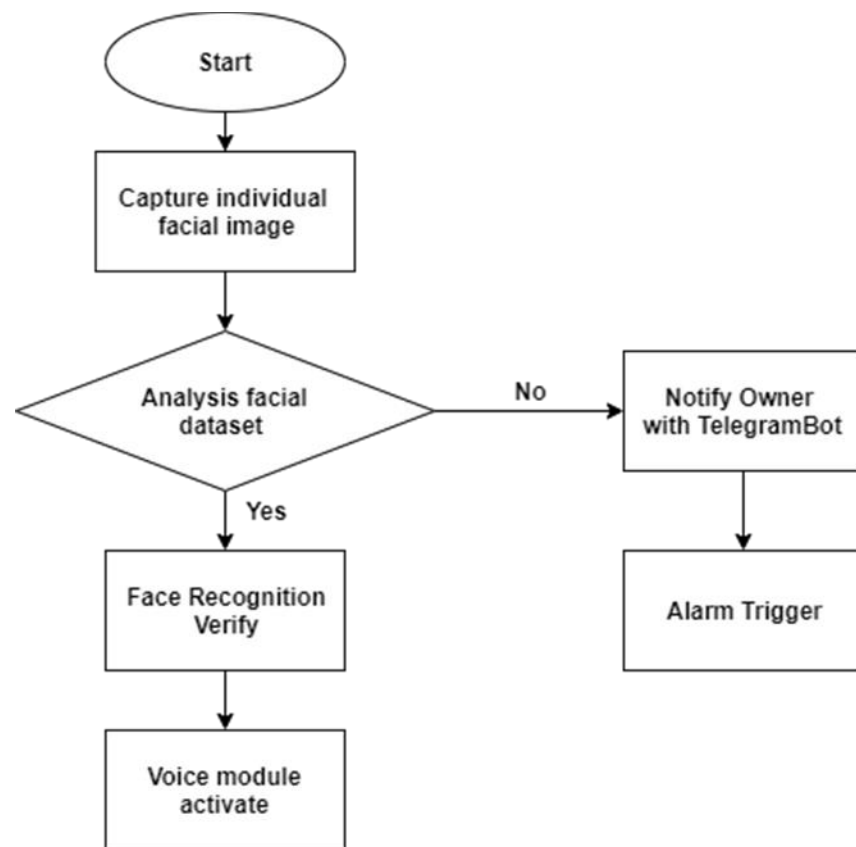 Start
Capture individual
facial image
Analysis facial
dataset
No
Notify Owner
with TelegramBot
Yes
Face Recognition
Verify
Alarm Trigger
Voice module
activate